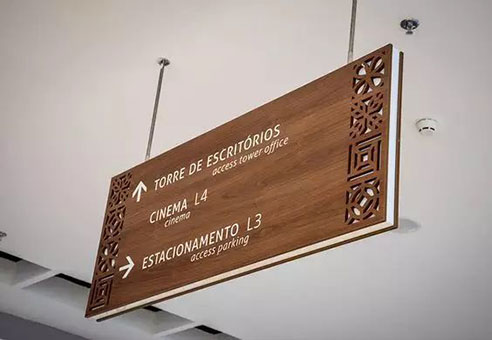 TORRE DE ESCRITÓRIOS
access tower office
CINEMA L4
cinema
ESTACIONAMENTO L3
access parking